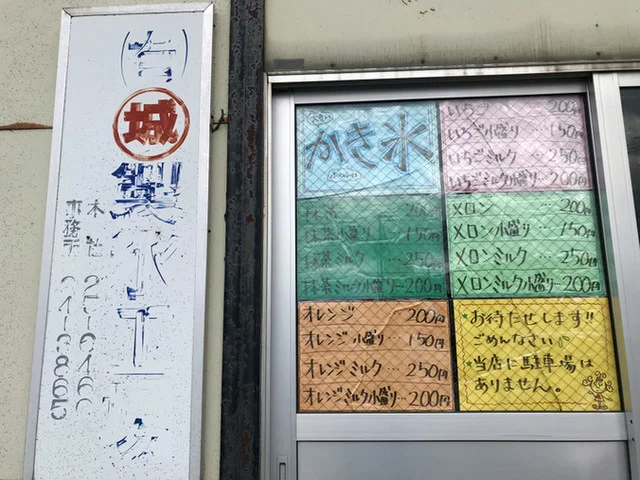 城
製氷工
本社
事務所
かき氷
いちご 200円
いちご小盛り…150円
いちごミルク…250円
いちごミルク小盛り200円
抹茶 200円
抹茶小盛り…150円
抹茶ミルク…250円
抹茶ミルク小盛り…200円
メロン…200円
メロン小盛り…150円
メロンミルク…250円
メロンミルク小盛…200円
オレンジ 200円
オレンジ小盛り 150円
オレンジミルク…250円
オレンジミルク小盛り…200円
お待たせします!!
ごめんなさい
当店に駐車場は
ありません。